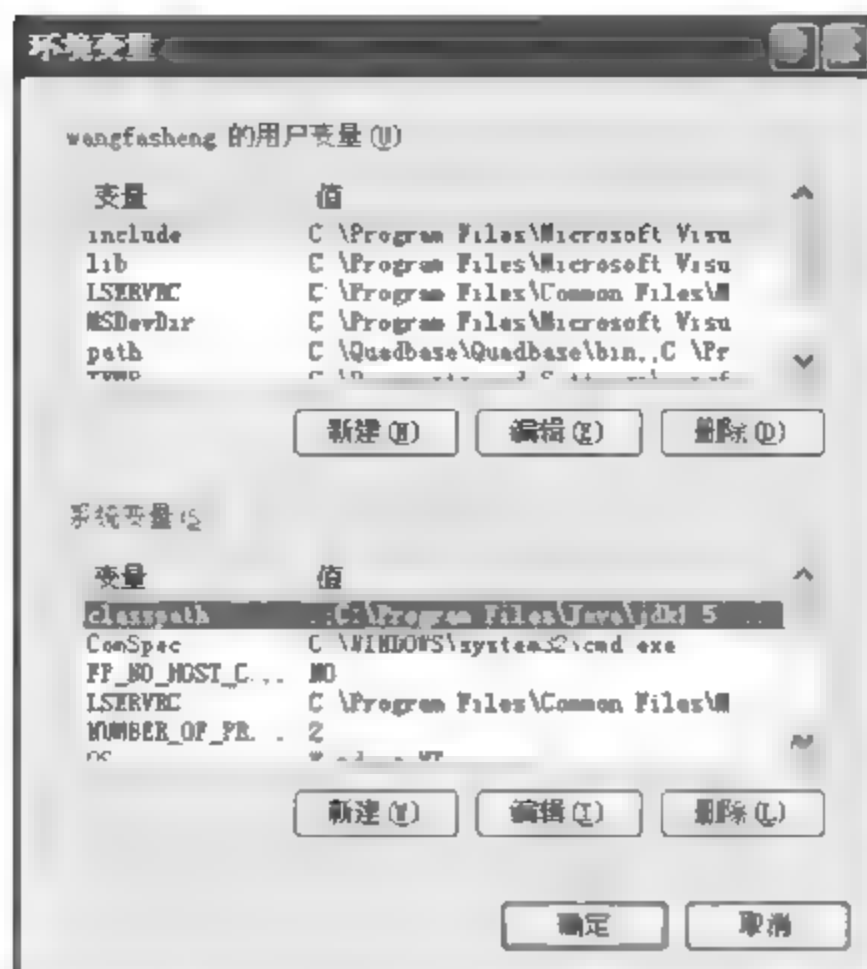 环境变量
wangfasheng 的用户变量(U)
变量 值
include C:\Program Files\Microsoft Visu
lib C:\Program Files\Microsoft Visu
LSERVRC C:\Program Files\Common Files\M
MSDevDir C:\Program Files\Microsoft Visu
path C:\Quadbase\Quadbase\bin;;C:\Pr
新建(N) 编辑(E) 删除(D)
系统变量(S)
变量 值
classpath .;C:\Program Files\Java\jdk1.5...
ComSpec C:\WINDOWS\system32\cmd.exe
FP_NO_HOST_C... NO
LSERVRC C:\Program Files\Common Files\M
NUMBER_OF_PR... 2
OS Windows_NT
新建(W) 编辑(I) 删除(L)
确定 取消